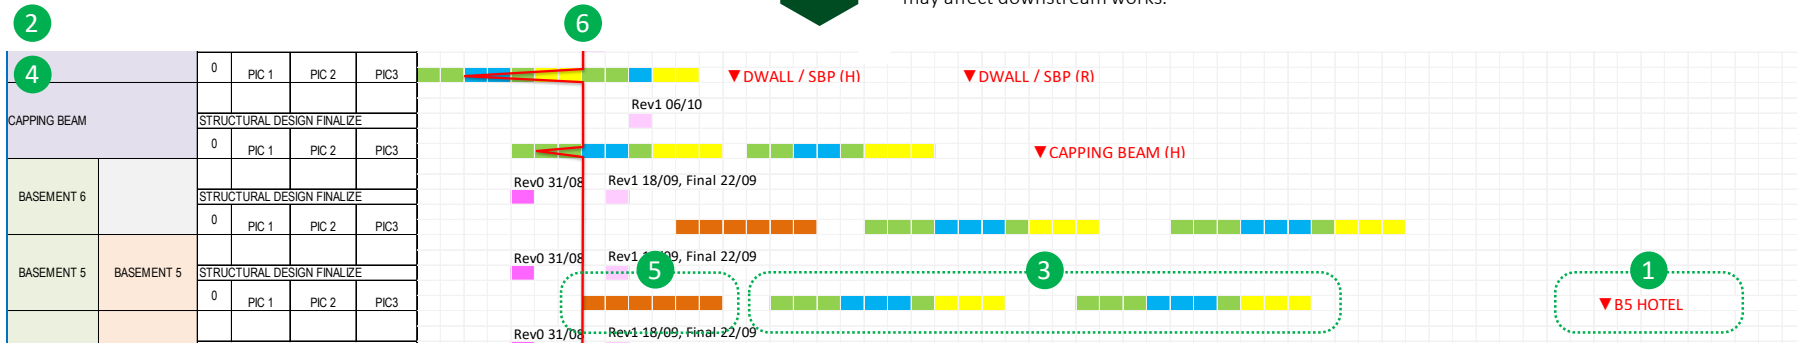 may affect downstream works.
2
6
4
0 PIC 1 PIC 2 PIC3
▼DWALL / SBP (H)
▼DWALL / SBP (R)
CAPPING BEAM
Rev1 06/10
STRUCTURAL DESIGN FINALIZE
0 PIC 1 PIC 2 PIC3
▼CAPPING BEAM (H)
BASEMENT 6
Rev0 31/08
Rev1 18/09, Final 22/09
STRUCTURAL DESIGN FINALIZE
0 PIC 1 PIC 2 PIC3
BASEMENT 5
BASEMENT 5
Rev0 31/08
Rev1 /09, Final 22/09
STRUCTURAL DESIGN FINALIZE
5
3
1
0 PIC 1 PIC 2 PIC3
▼B5 HOTEL
Rev0 31/08
Rev1 18/09, Final 22/09